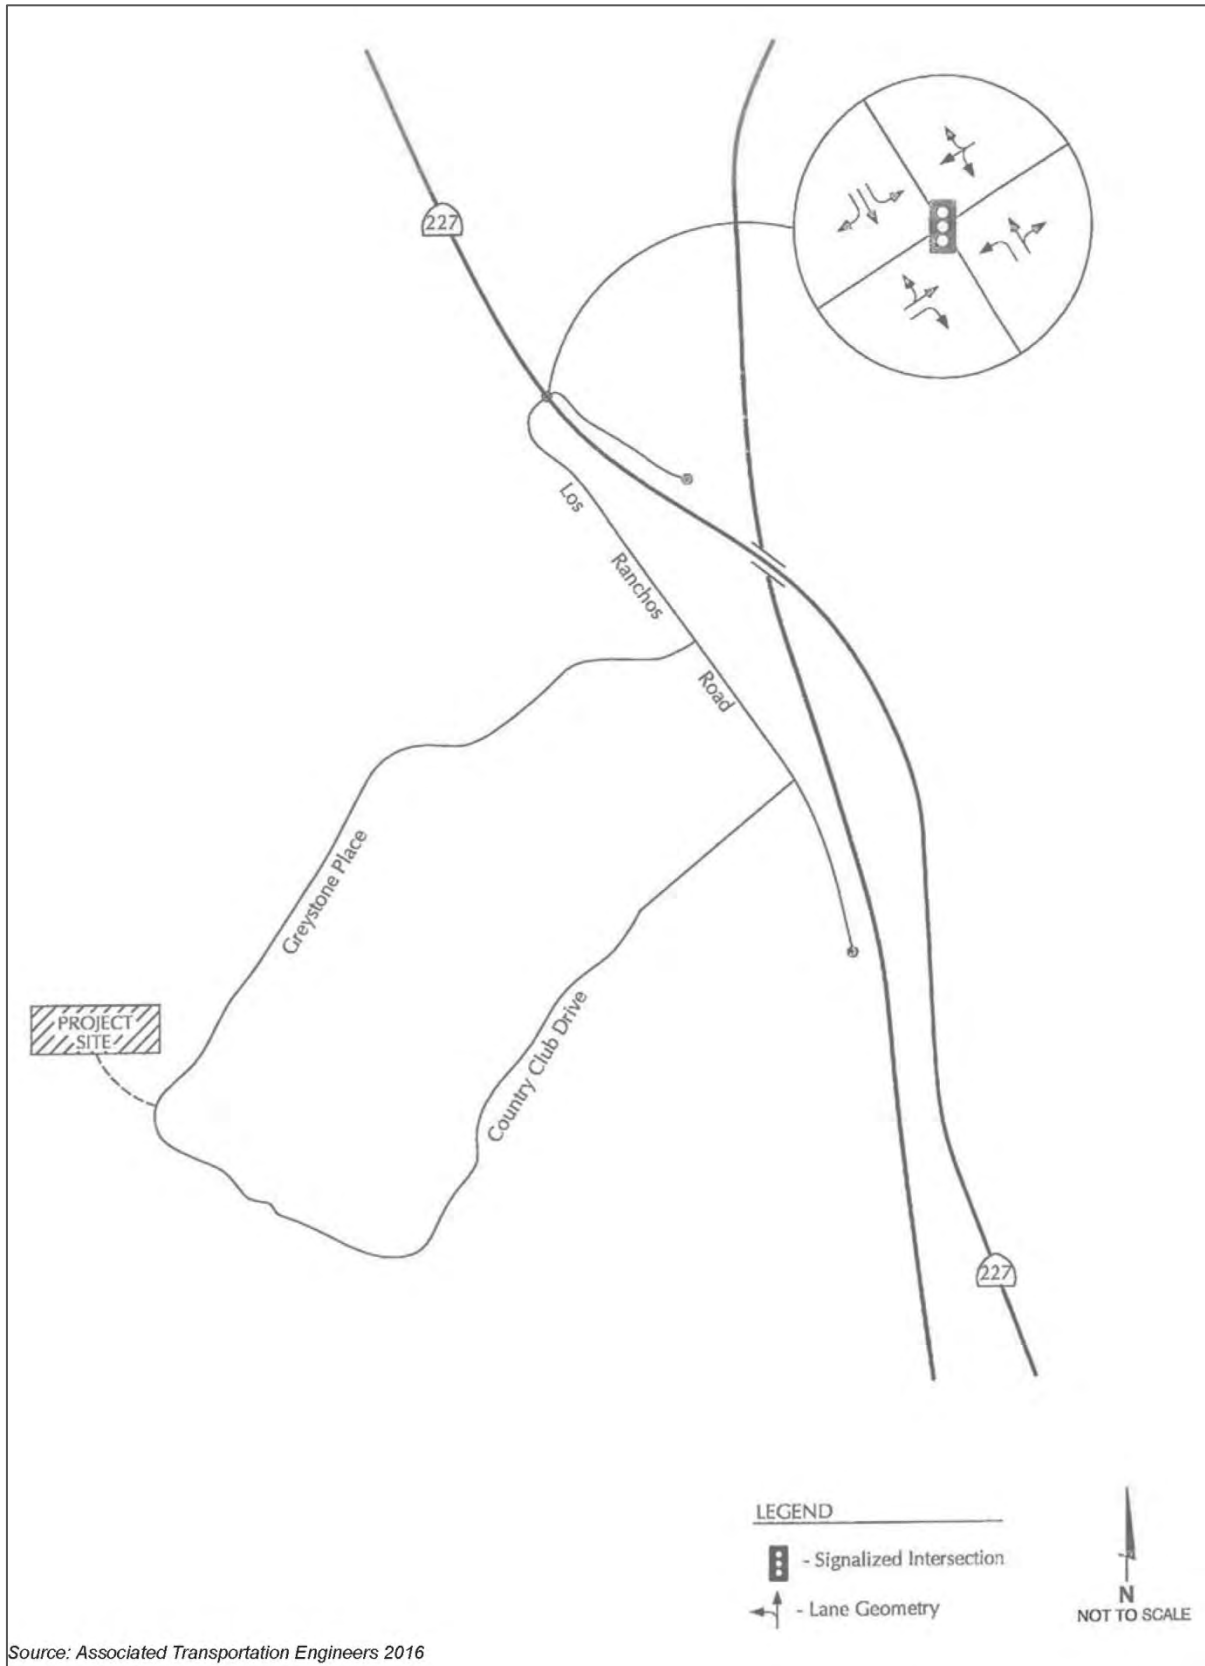 227
Los
Ranchos
Road
Greystone Place
PROJECT
SITE
Country Club Drive
227
LEGEND
- Signalized Intersection
- Lane Geometry
N
NOT TO SCALE
Source: Associated Transportation Engineers 2016